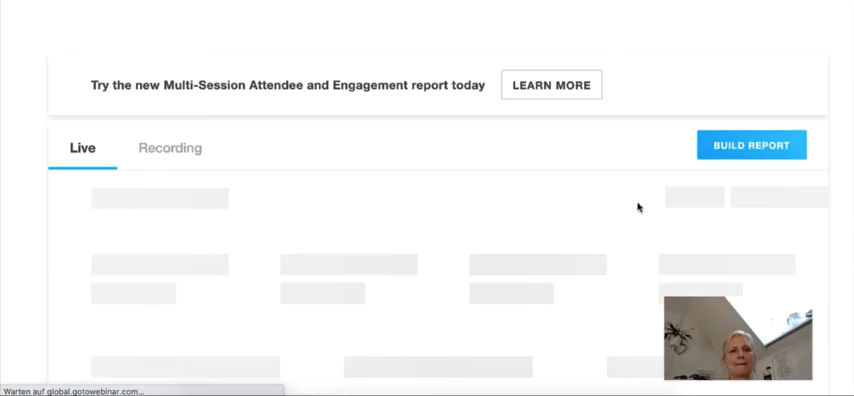 Try the new Multi-Session Attendee and Engagement report today
LEARN MORE
Live
Recording
BUILD REPORT
Warten auf global.gotowebinar.com...